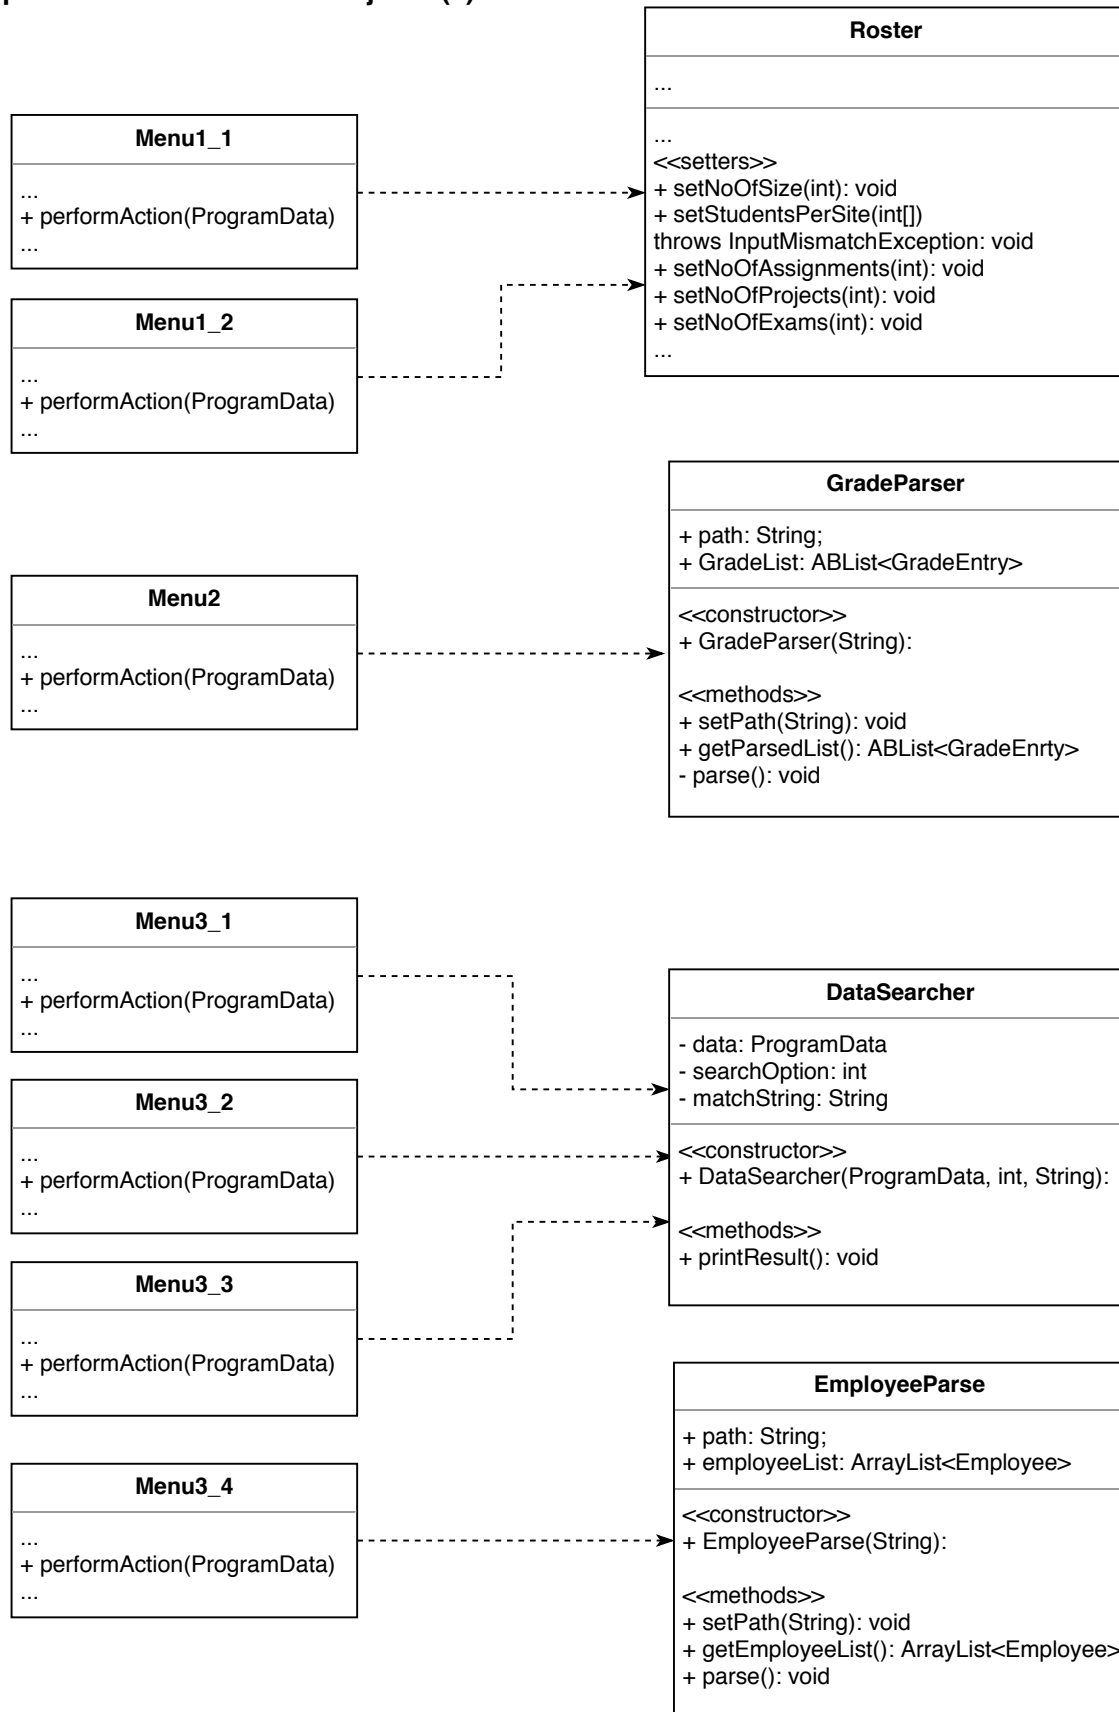 Roster
...
...
<<setters>>
+ setNoOfSize(int): void
+ setStudentsPerSite(int[])
throws InputMismatchException: void
+ setNoOfAssignments(int): void
+ setNoOfProjects(int): void
+ setNoOfExams(int): void
...
Menu1_1
...
+ performAction(ProgramData)
...
Menu1_2
...
+ performAction(ProgramData)
...
GradeParser
+ path: String;
+ GradeList: ABList<GradeEntry>
<<constructor>>
+ GradeParser(String):
<<methods>>
+ setPath(String): void
+ getParsedList(): ABList<GradeEnrty>
- parse(): void
Menu2
...
+ performAction(ProgramData)
...
Menu3_1
...
+ performAction(ProgramData)
...
DataSearcher
- data: ProgramData
- searchOption: int
- matchString: String
<<constructor>>
+ DataSearcher(ProgramData, int, String):
<<methods>>
+ printResult(): void
Menu3_2
...
+ performAction(ProgramData)
...
Menu3_3
...
+ performAction(ProgramData)
...
EmployeeParse
+ path: String;
+ employeeList: ArrayList<Employee>
<<constructor>>
+ EmployeeParse(String):
<<methods>>
+ setPath(String): void
+ getEmployeeList(): ArrayList<Employee>
+ parse(): void
Menu3_4
...
+ performAction(ProgramData)
...